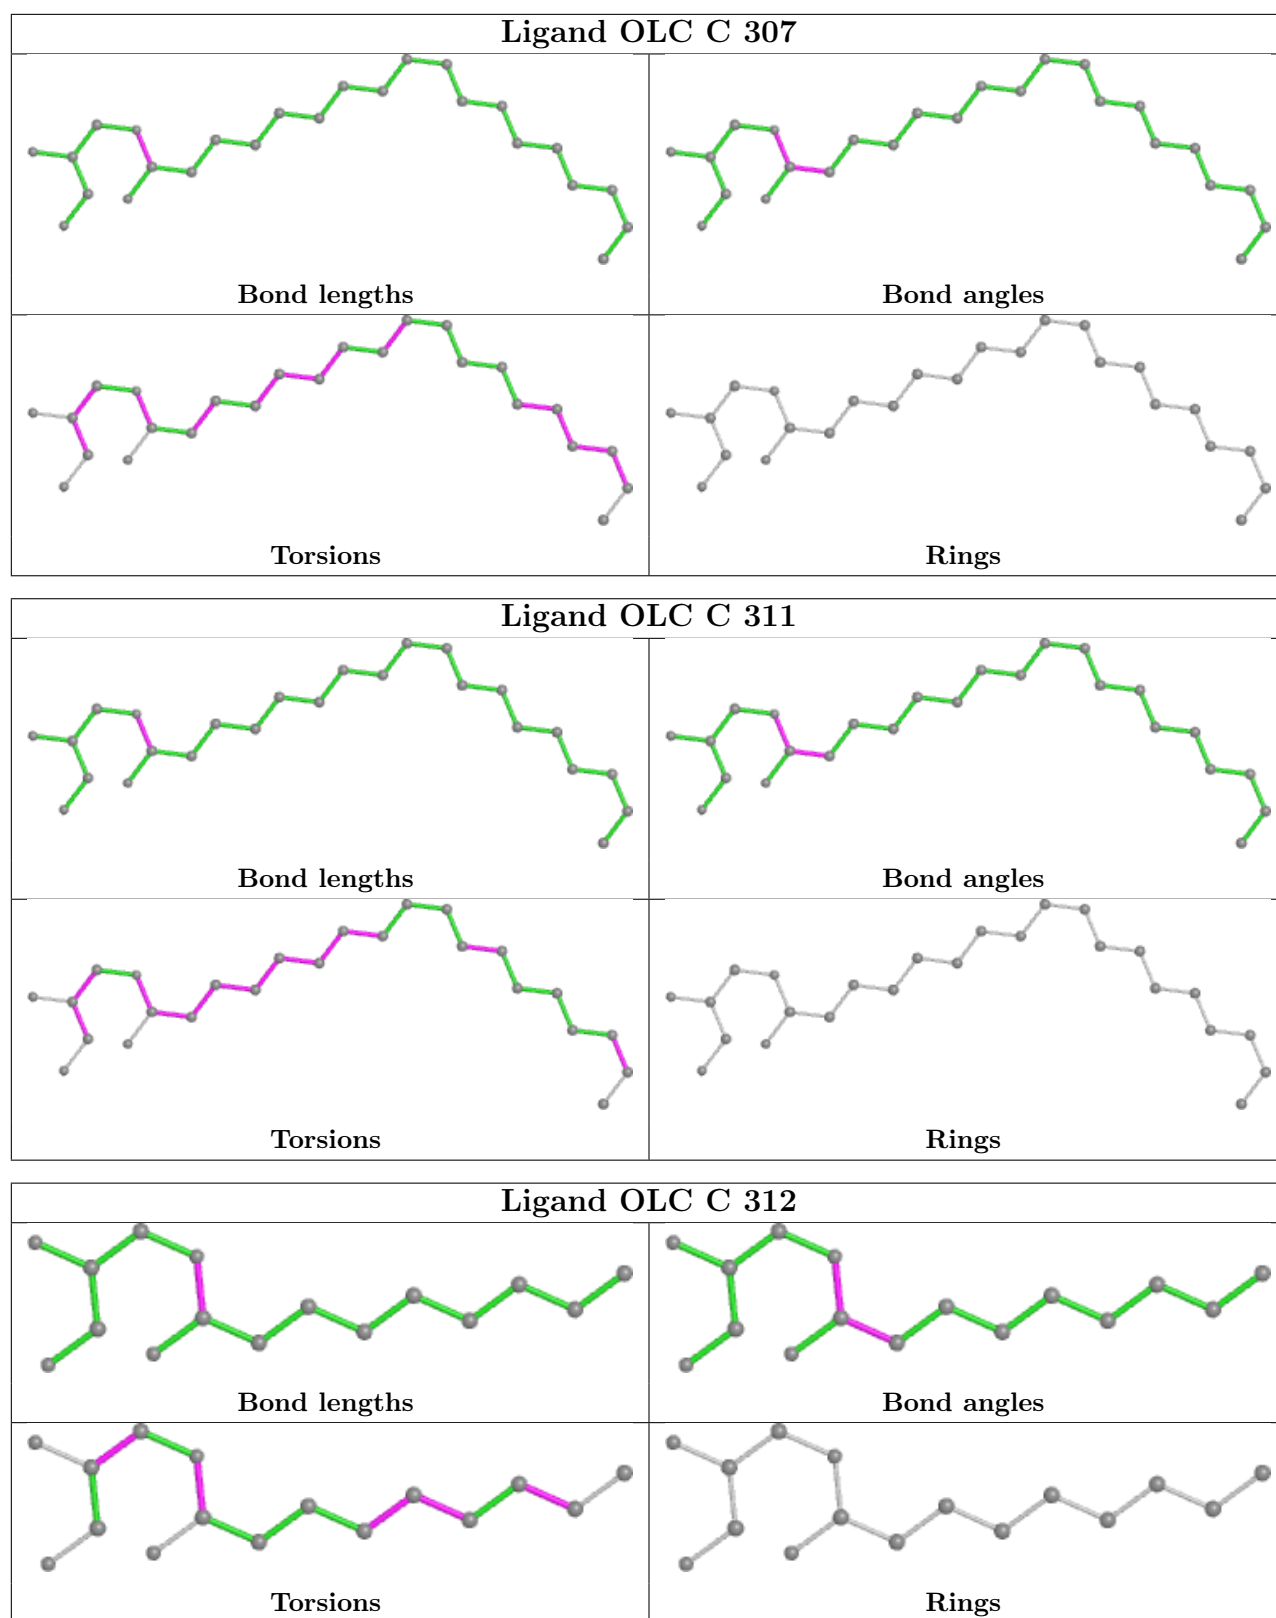 Ligand OLC C 307
Bond lengths
Bond angles
Torsions
Rings
Ligand OLC C 311
Bond lengths
Bond angles
Torsions
Rings
Ligand OLC C 312
Bond lengths
Bond angles
Torsions
Rings